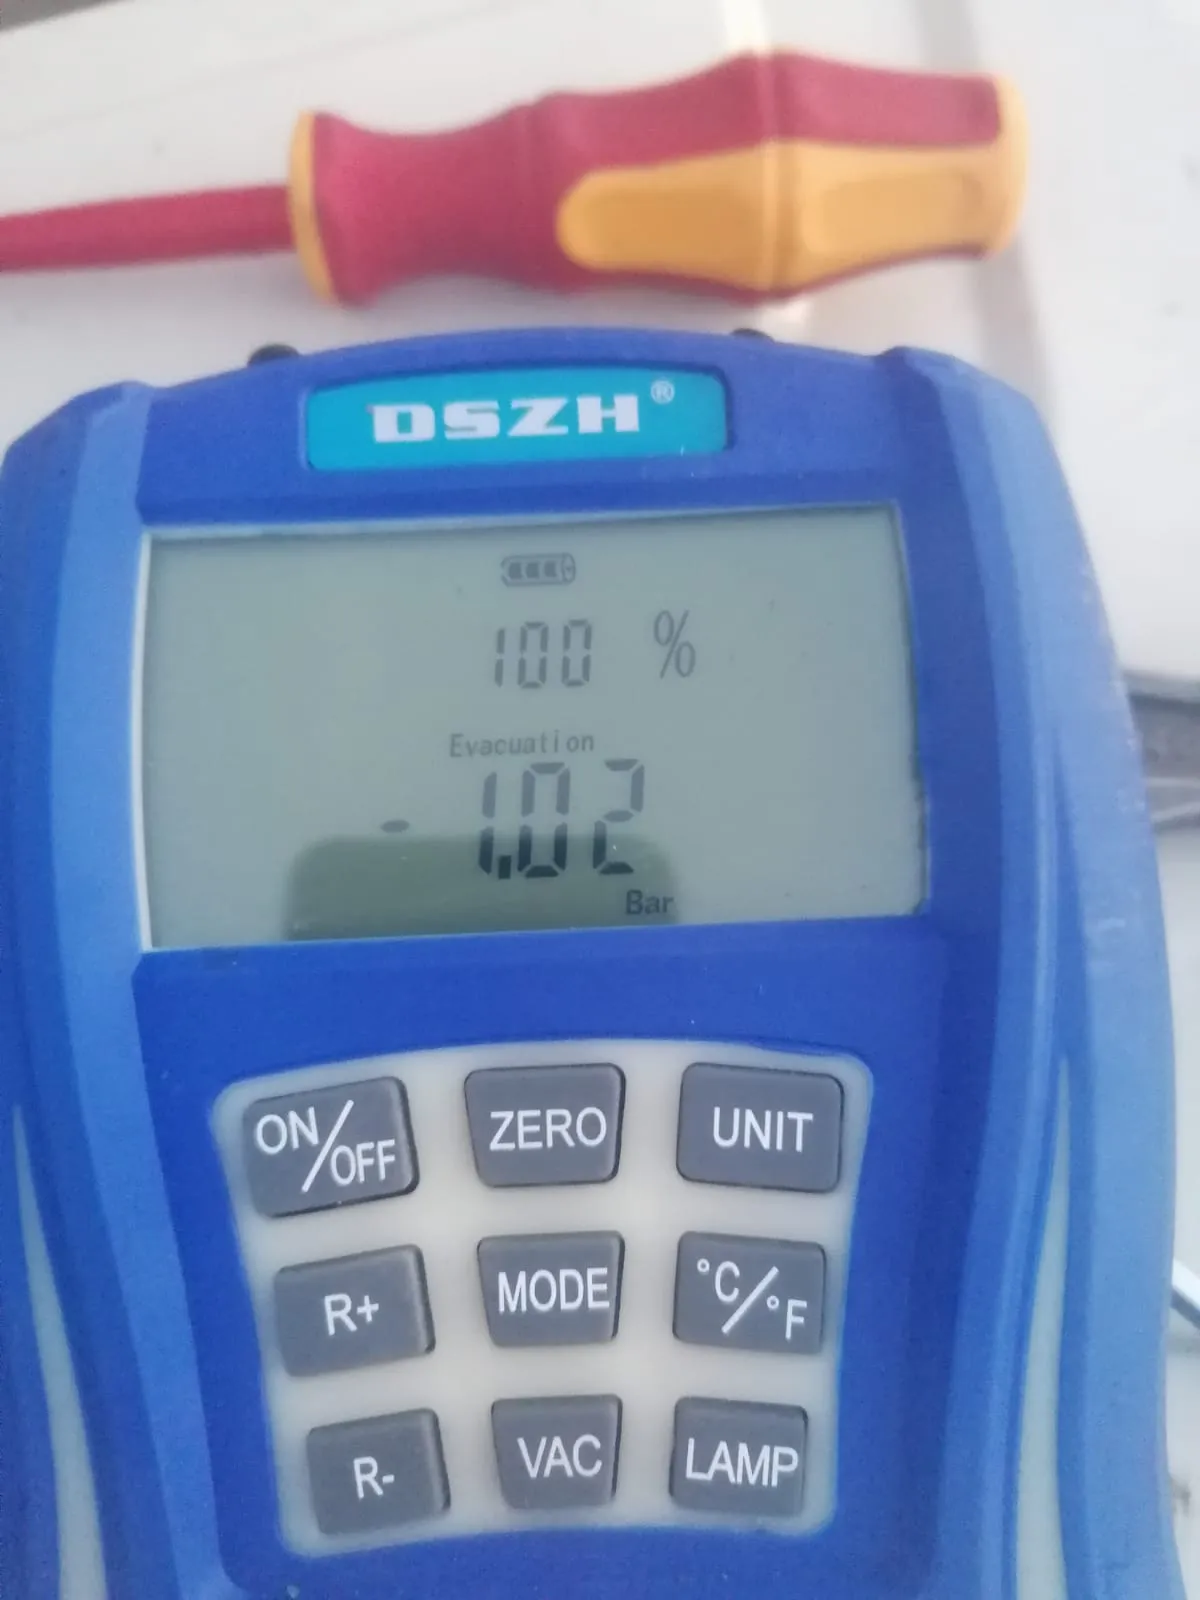 DSZH®
100 %
Evacuation
- 1.02
Bar
ON/OFF ZERO UNIT
R+ MODE °C/°F
R- VAC LAMP